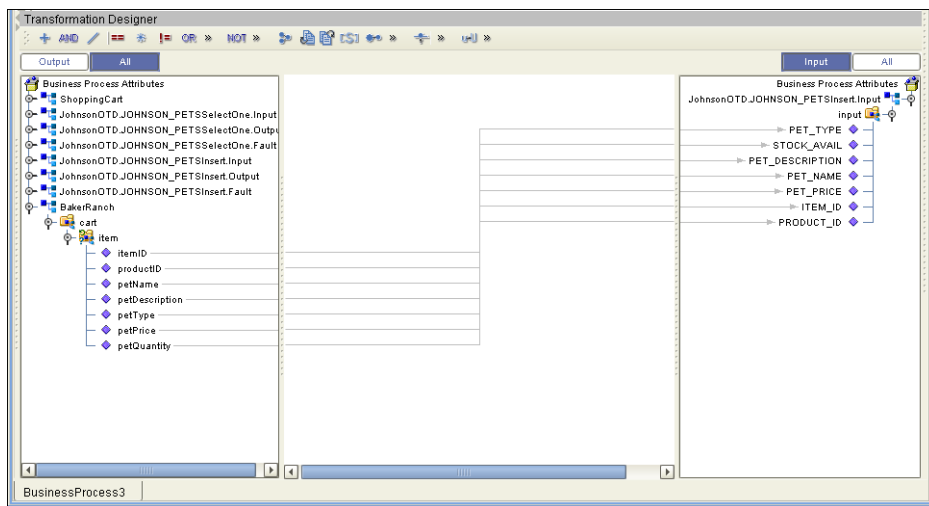 Transformation Designer
+ AND / == * != OR » NOT » » » »
Output All Input All
Business Process Attributes
ShoppingCart
JohnsonOTD.JOHNSON_PETSSelectOne.Input
JohnsonOTD.JOHNSON_PETSSelectOne.Outpu
JohnsonOTD.JOHNSON_PETSSelectOne.Fault
JohnsonOTD.JOHNSON_PETSInsert.Input
JohnsonOTD.JOHNSON_PETSInsert.Output
JohnsonOTD.JOHNSON_PETSInsert.Fault
BakerRanch
cart
item
itemID
productID
petName
petDescription
petType
petPrice
petQuantity
Business Process Attributes
JohnsonOTD.JOHNSON_PETSInsert.Input
input
PET_TYPE
STOCK_AVAIL
PET_DESCRIPTION
PET_NAME
PET_PRICE
ITEM_ID
PRODUCT_ID
BusinessProcess3